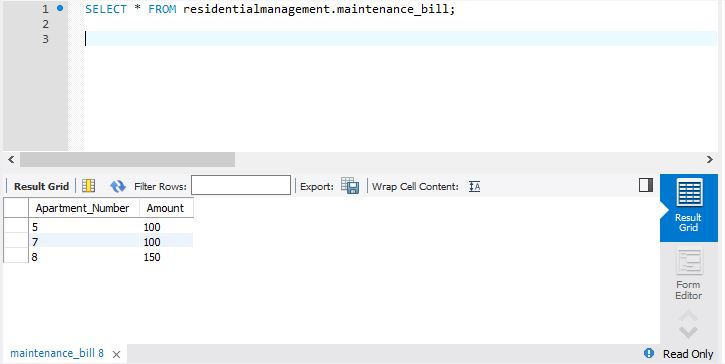 1 SELECT * FROM residentialmanagement.maintenance_bill;
2
3
Result Grid Filter Rows: Export: Wrap Cell Content: IA
Apartment_Number Amount
5 100
7 100
8 150
Result
Grid
Form
Editor
maintenance_bill 8 × Read Only